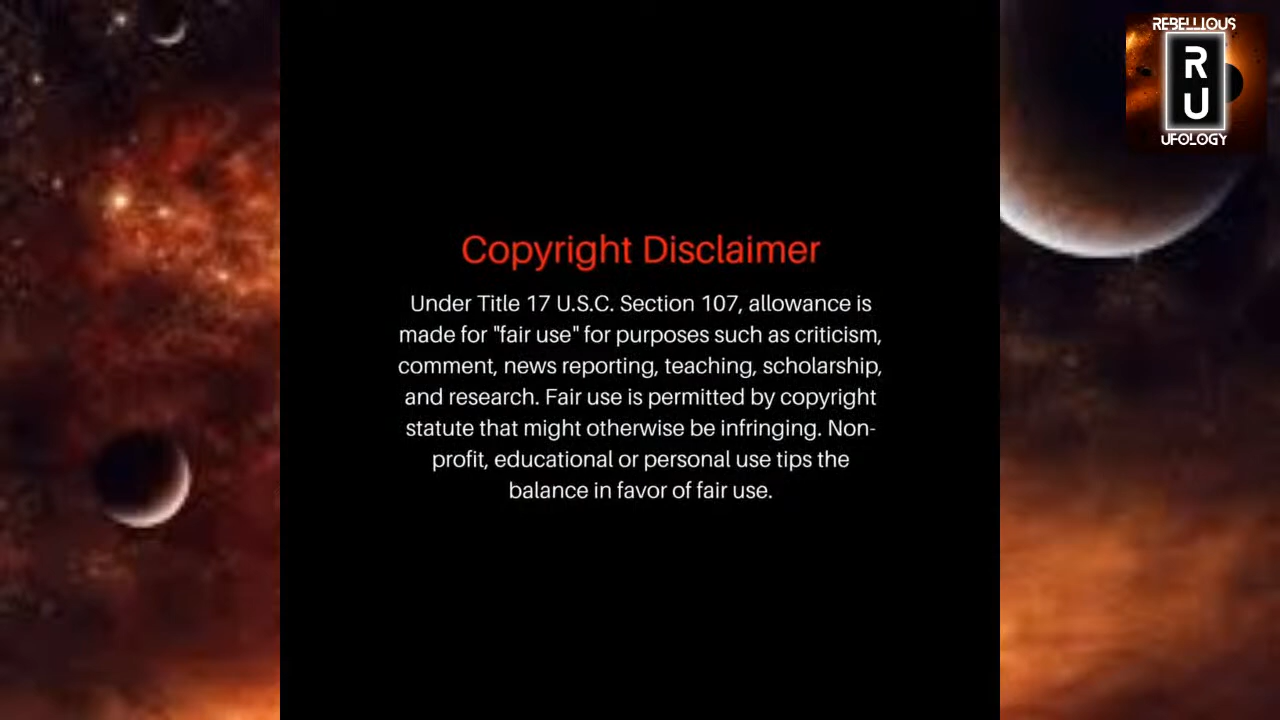 REBELLIOUS
R
U
UFOLOGY
Copyright Disclaimer
Under Title 17 U.S.C. Section 107, allowance is
made for "fair use" for purposes such as criticism,
comment, news reporting, teaching, scholarship,
and research. Fair use is permitted by copyright
statute that might otherwise be infringing. Non-
profit, educational or personal use tips the
balance in favor of fair use.